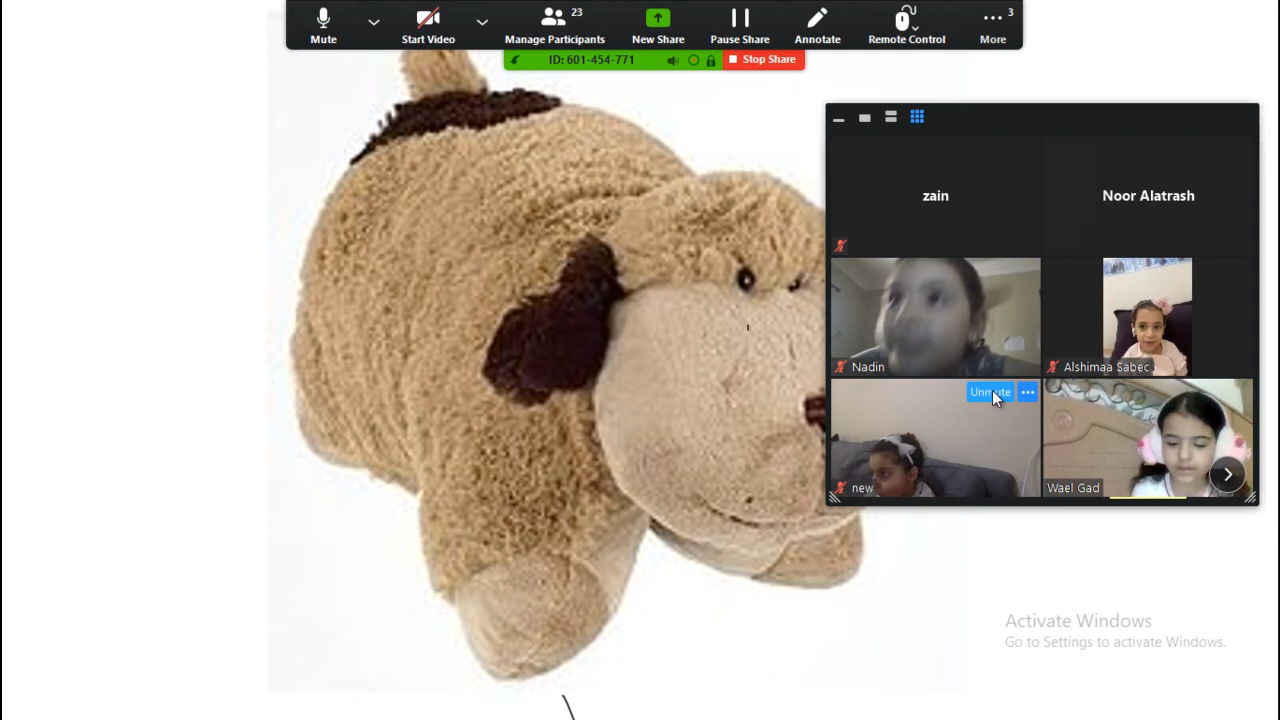 23
3
Mute
Start Video
Manage Participants
New Share
Pause Share
Annotate
Remote Control
More
ID: 601-454-771
Stop Share
zain
Noor Alatrash
Nadin
Alshimaa Sabec
Unmute
new
Wael Gad
Activate Windows
Go to Settings to activate Windows.